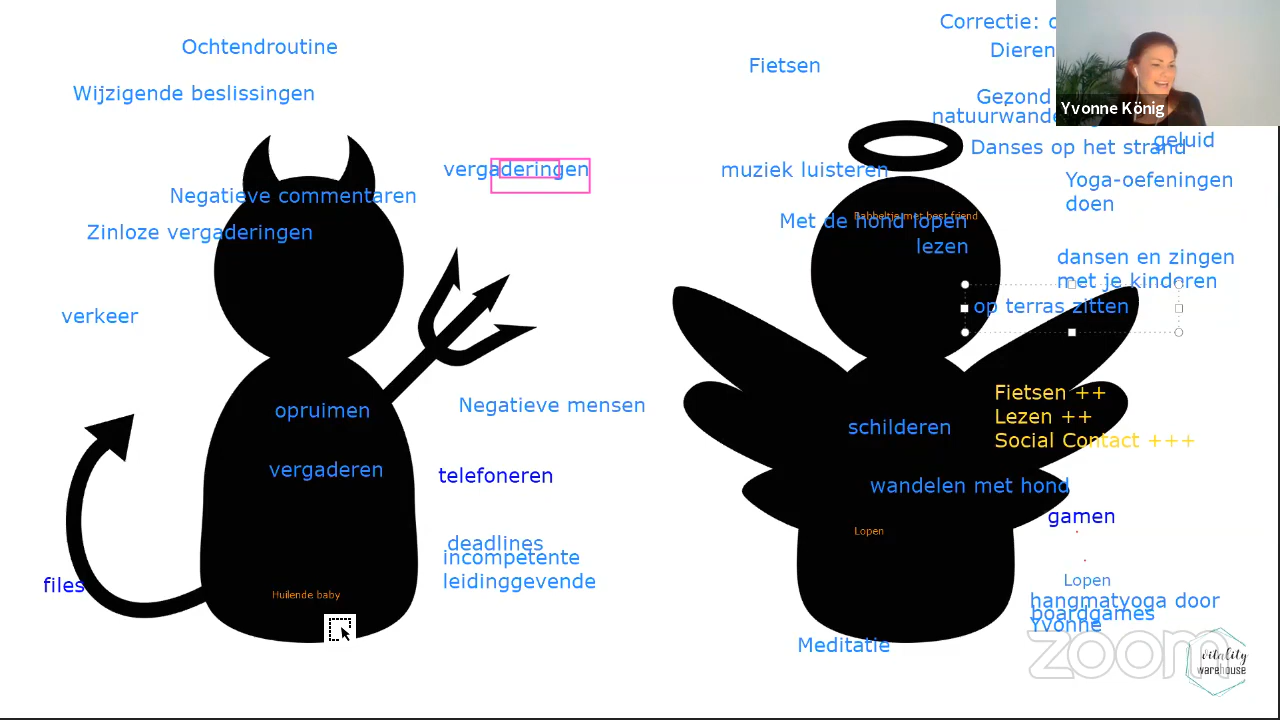 Correctie:
Ochtendroutine
Dieren
Fietsen
Wijzigende beslissingen
Gezond
Yvonne König
natuurwande
geluid
Danses op het strand
vergaderingen
muziek luisteren
Yoga-oefeningen
doen
Negatieve commentaren
Babbeltje met best friend
Met de hond lopen
Zinloze vergaderingen
lezen
dansen en zingen
met je kinderen
op terras zitten
verkeer
Fietsen ++
Lezen ++
Social Contact +++
opruimen
Negatieve mensen
schilderen
vergaderen
telefoneren
wandelen met hond
gamen
Lopen
deadlines
incompetente
leidinggevende
files
Huilende baby
Lopen
hangmatyoga door
boardgames
Yvonne
Meditatie
zoom
vitality
warehouse